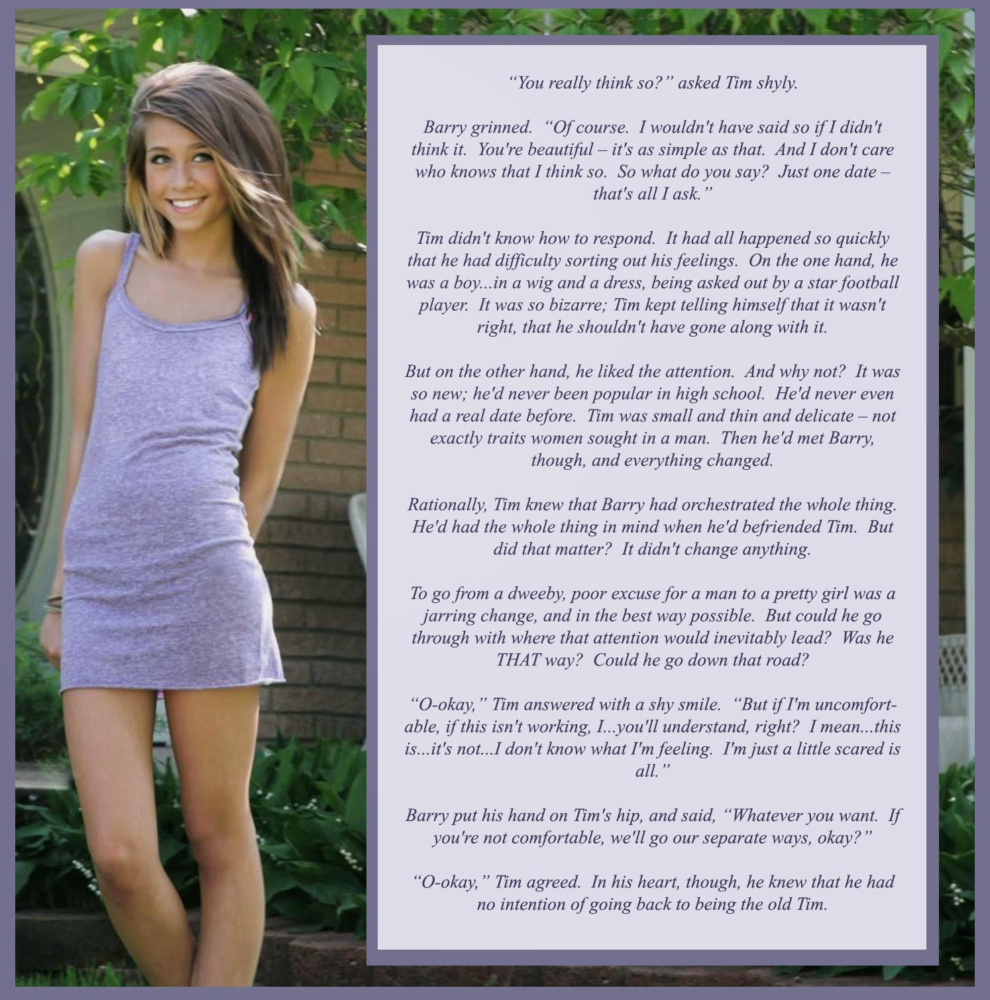 “You really think so?” asked Tim shyly.
Barry grinned.  “Of course.  I wouldn't have said so if I didn't
think it.  You're beautiful – it's as simple as that.  And I don't care
who knows that I think so.  So what do you say?  Just one date –
that's all I ask.”
Tim didn't know how to respond.  It had all happened so quickly
that he had difficulty sorting out his feelings.  On the one hand, he
was a boy...in a wig and a dress, being asked out by a star football
player.  It was so bizarre; Tim kept telling himself that it wasn't
right, that he shouldn't have gone along with it.
But on the other hand, he liked the attention.  And why not?  It was
so new; he'd never been popular in high school.  He'd never even
had a real date before.  Tim was small and thin and delicate – not
exactly traits women sought in a man.  Then he'd met Barry,
though, and everything changed.
Rationally, Tim knew that Barry had orchestrated the whole thing.
He'd had the whole thing in mind when he'd befriended Tim.  But
did that matter?  It didn't change anything.
To go from a dweeby, poor excuse for a man to a pretty girl was a
jarring change, and in the best way possible.  But could he go
through with where that attention would inevitably lead?  Was he
THAT way?  Could he go down that road?
“O-okay,” Tim answered with a shy smile.  “But if I'm uncomfort-
able, if this isn't working, I...you'll understand, right?  I mean...this
is...it's not...I don't know what I'm feeling.  I'm just a little scared is
all.”
Barry put his hand on Tim's hip, and said, “Whatever you want.  If
you're not comfortable, we'll go our separate ways, okay?”
“O-okay,” Tim agreed.  In his heart, though, he knew that he had
no intention of going back to being the old Tim.